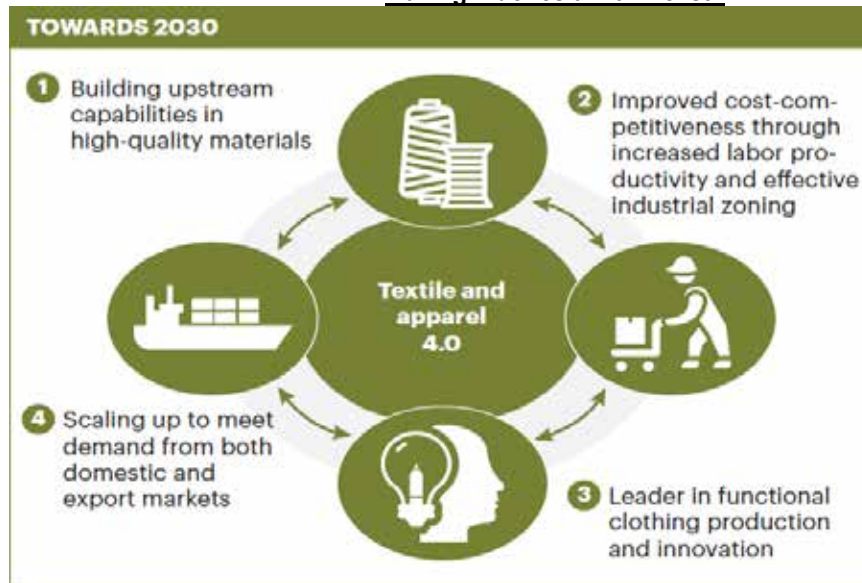 TOWARDS 2030
1 Building upstream
capabilities in
high-quality materials
2 Improved cost-com-
petitiveness through
increased labor pro-
ductivity and effective
industrial zoning
Textile and
apparel
4.0
3 Leader in functional
clothing production
and innovation
4 Scaling up to meet
demand from both
domestic and
export markets